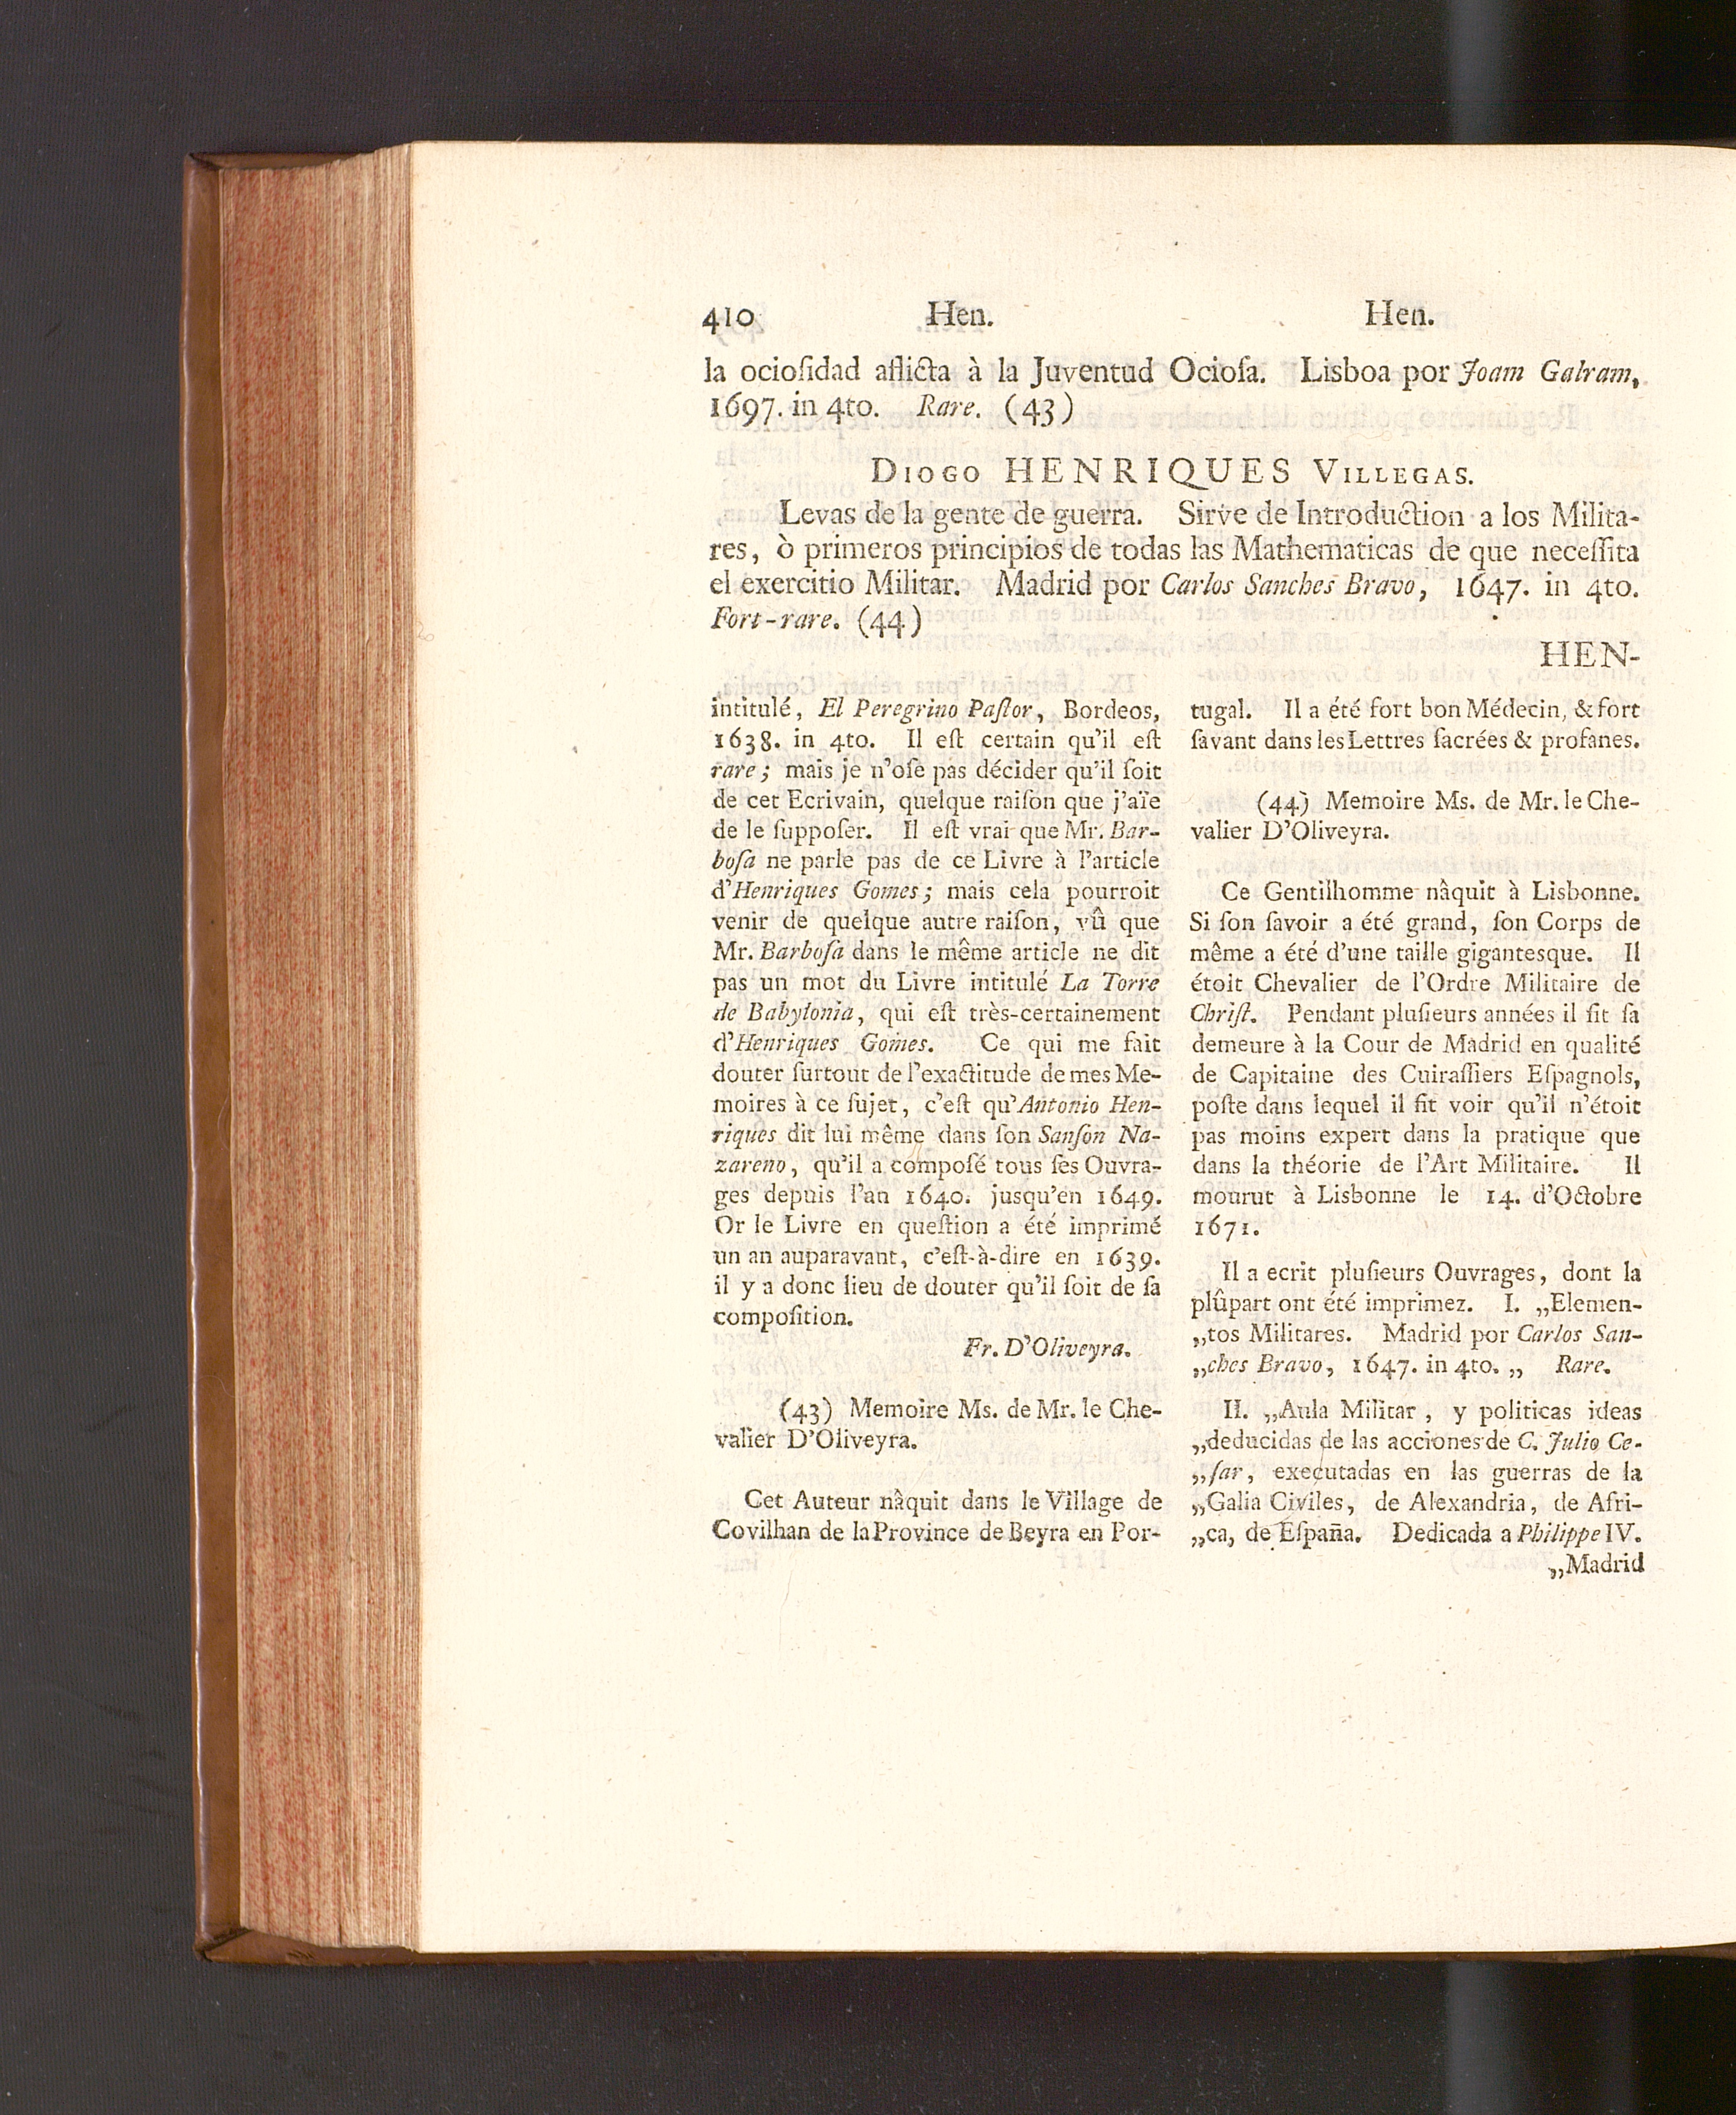 410 Hen. Hen.
la ocioſidad aflicta à la Juventud Ocioſa. Lisboa por Joam Galram,
1697. in 4to. Rare. (43)
DIOGO HENRIQUES VILLEGAS.
Levas de la gente de guerra. Sirve de Introduction a los Milita-
res, ò primeros principios de todas las Mathematicas de que neceſſita
el exercitio Militar. Madrid por Carlos Sanches Bravo, 1647. in 4to.
Fort-rare. (44)
HEN-
intitulé, El Peregrino Paſtor, Bordeos,
1638. in 4to. Il eſt certain qu'il eſt
rare; mais je n'oſe pas décider qu'il ſoit
de cet Ecrivain, quelque raiſon que j'aïe
de le ſuppoſer. Il eſt vrai que Mr. Bar-
boſa ne parle pas de ce Livre à l'article
d'Henriques Gomes; mais cela pourroit
venir de quelque autre raiſon, vû que
Mr. Barboſa dans le même article ne dit
pas un mot du Livre intitulé La Torre
de Babylonia, qui eſt très-certainement
d'Henriques Gomes. Ce qui me fait
douter ſurtout de l'exactitude de mes Me-
moires à ce ſujet, c'eſt qu'Antonio Hen-
riques dit lui même dans ſon Sanſon Na-
zareno, qu'il a compoſé tous ſes Ouvra-
ges depuis l'an 1640. jusqu'en 1649.
Or le Livre en queſtion a été imprimé
un an auparavant, c'eſt-à-dire en 1639.
il y a donc lieu de douter qu'il ſoit de ſa
compoſition.
Fr. D'Oliveyra.
(43) Memoire Ms. de Mr. le Che-
valier D'Oliveyra.
Cet Auteur nâquit dans le Village de
Covilhan de la Province de Beyra en Por-
tugal. Il a été fort bon Médecin, & fort
ſavant dans les Lettres ſacrées & profanes.
(44) Memoire Ms. de Mr. le Che-
valier D'Oliveyra.
Ce Gentilhomme nâquit à Lisbonne.
Si ſon ſavoir a été grand, ſon Corps de
même a été d'une taille gigantesque. Il
étoit Chevalier de l'Ordre Militaire de
Chriſt. Pendant pluſieurs années il fit ſa
demeure à la Cour de Madrid en qualité
de Capitaine des Cuiraſſiers Eſpagnols,
poſte dans lequel il fit voir qu'il n'étoit
pas moins expert dans la pratique que
dans la théorie de l'Art Militaire. Il
mourut à Lisbonne le 14. d'Octobre
1671.
Il a ecrit pluſieurs Ouvrages, dont la
plûpart ont été imprimez. I. „Elemen-
„tos Militares. Madrid por Carlos San-
„ches Bravo, 1647. in 4to. „ Rare.
II. „Aula Militar, y politicas ideas
„deducidas de las acciones de C. Julio Ce-
„ſar, executadas en las guerras de la
„Galia Civiles, de Alexandria, de Afri-
„ca, de Eſpaña. Dedicada a Philippe IV.
„Madrid